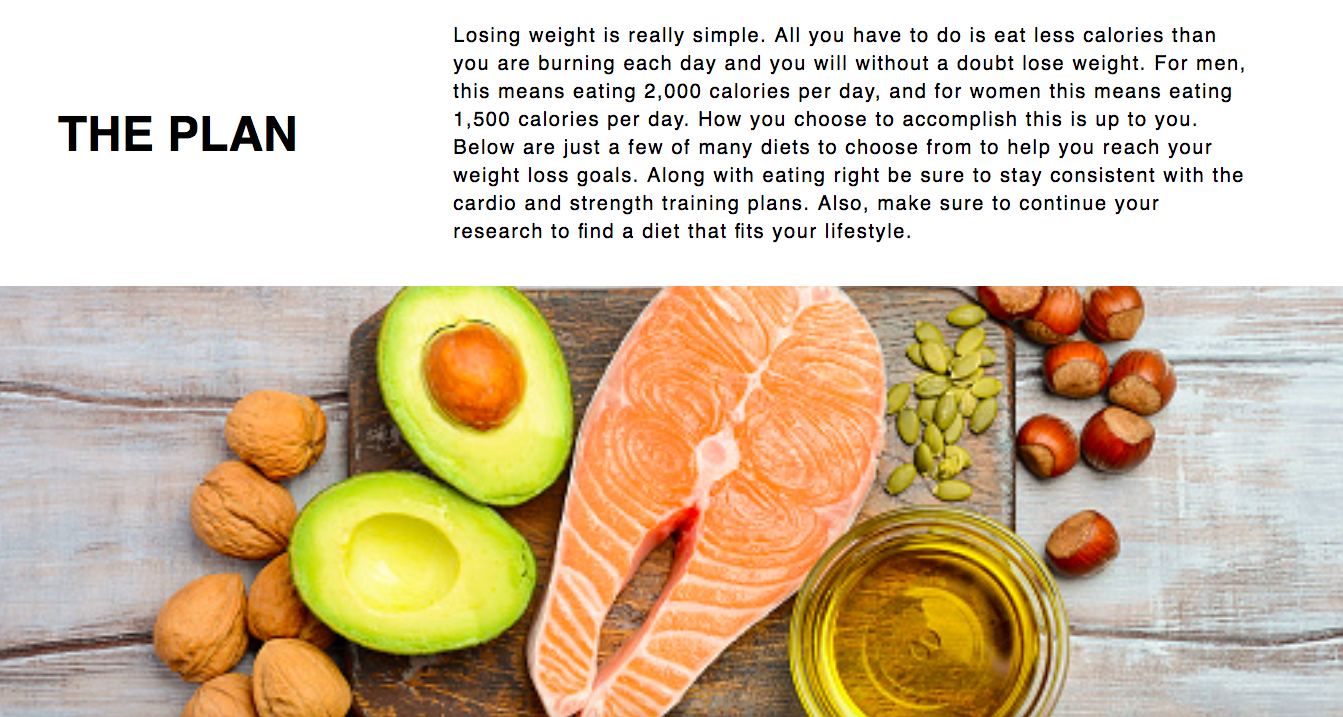 THE PLAN
Losing weight is really simple. All you have to do is eat less calories than
you are burning each day and you will without a doubt lose weight. For men,
this means eating 2,000 calories per day, and for women this means eating
1,500 calories per day. How you choose to accomplish this is up to you.
Below are just a few of many diets to choose from to help you reach your
weight loss goals. Along with eating right be sure to stay consistent with the
cardio and strength training plans. Also, make sure to continue your
research to find a diet that fits your lifestyle.